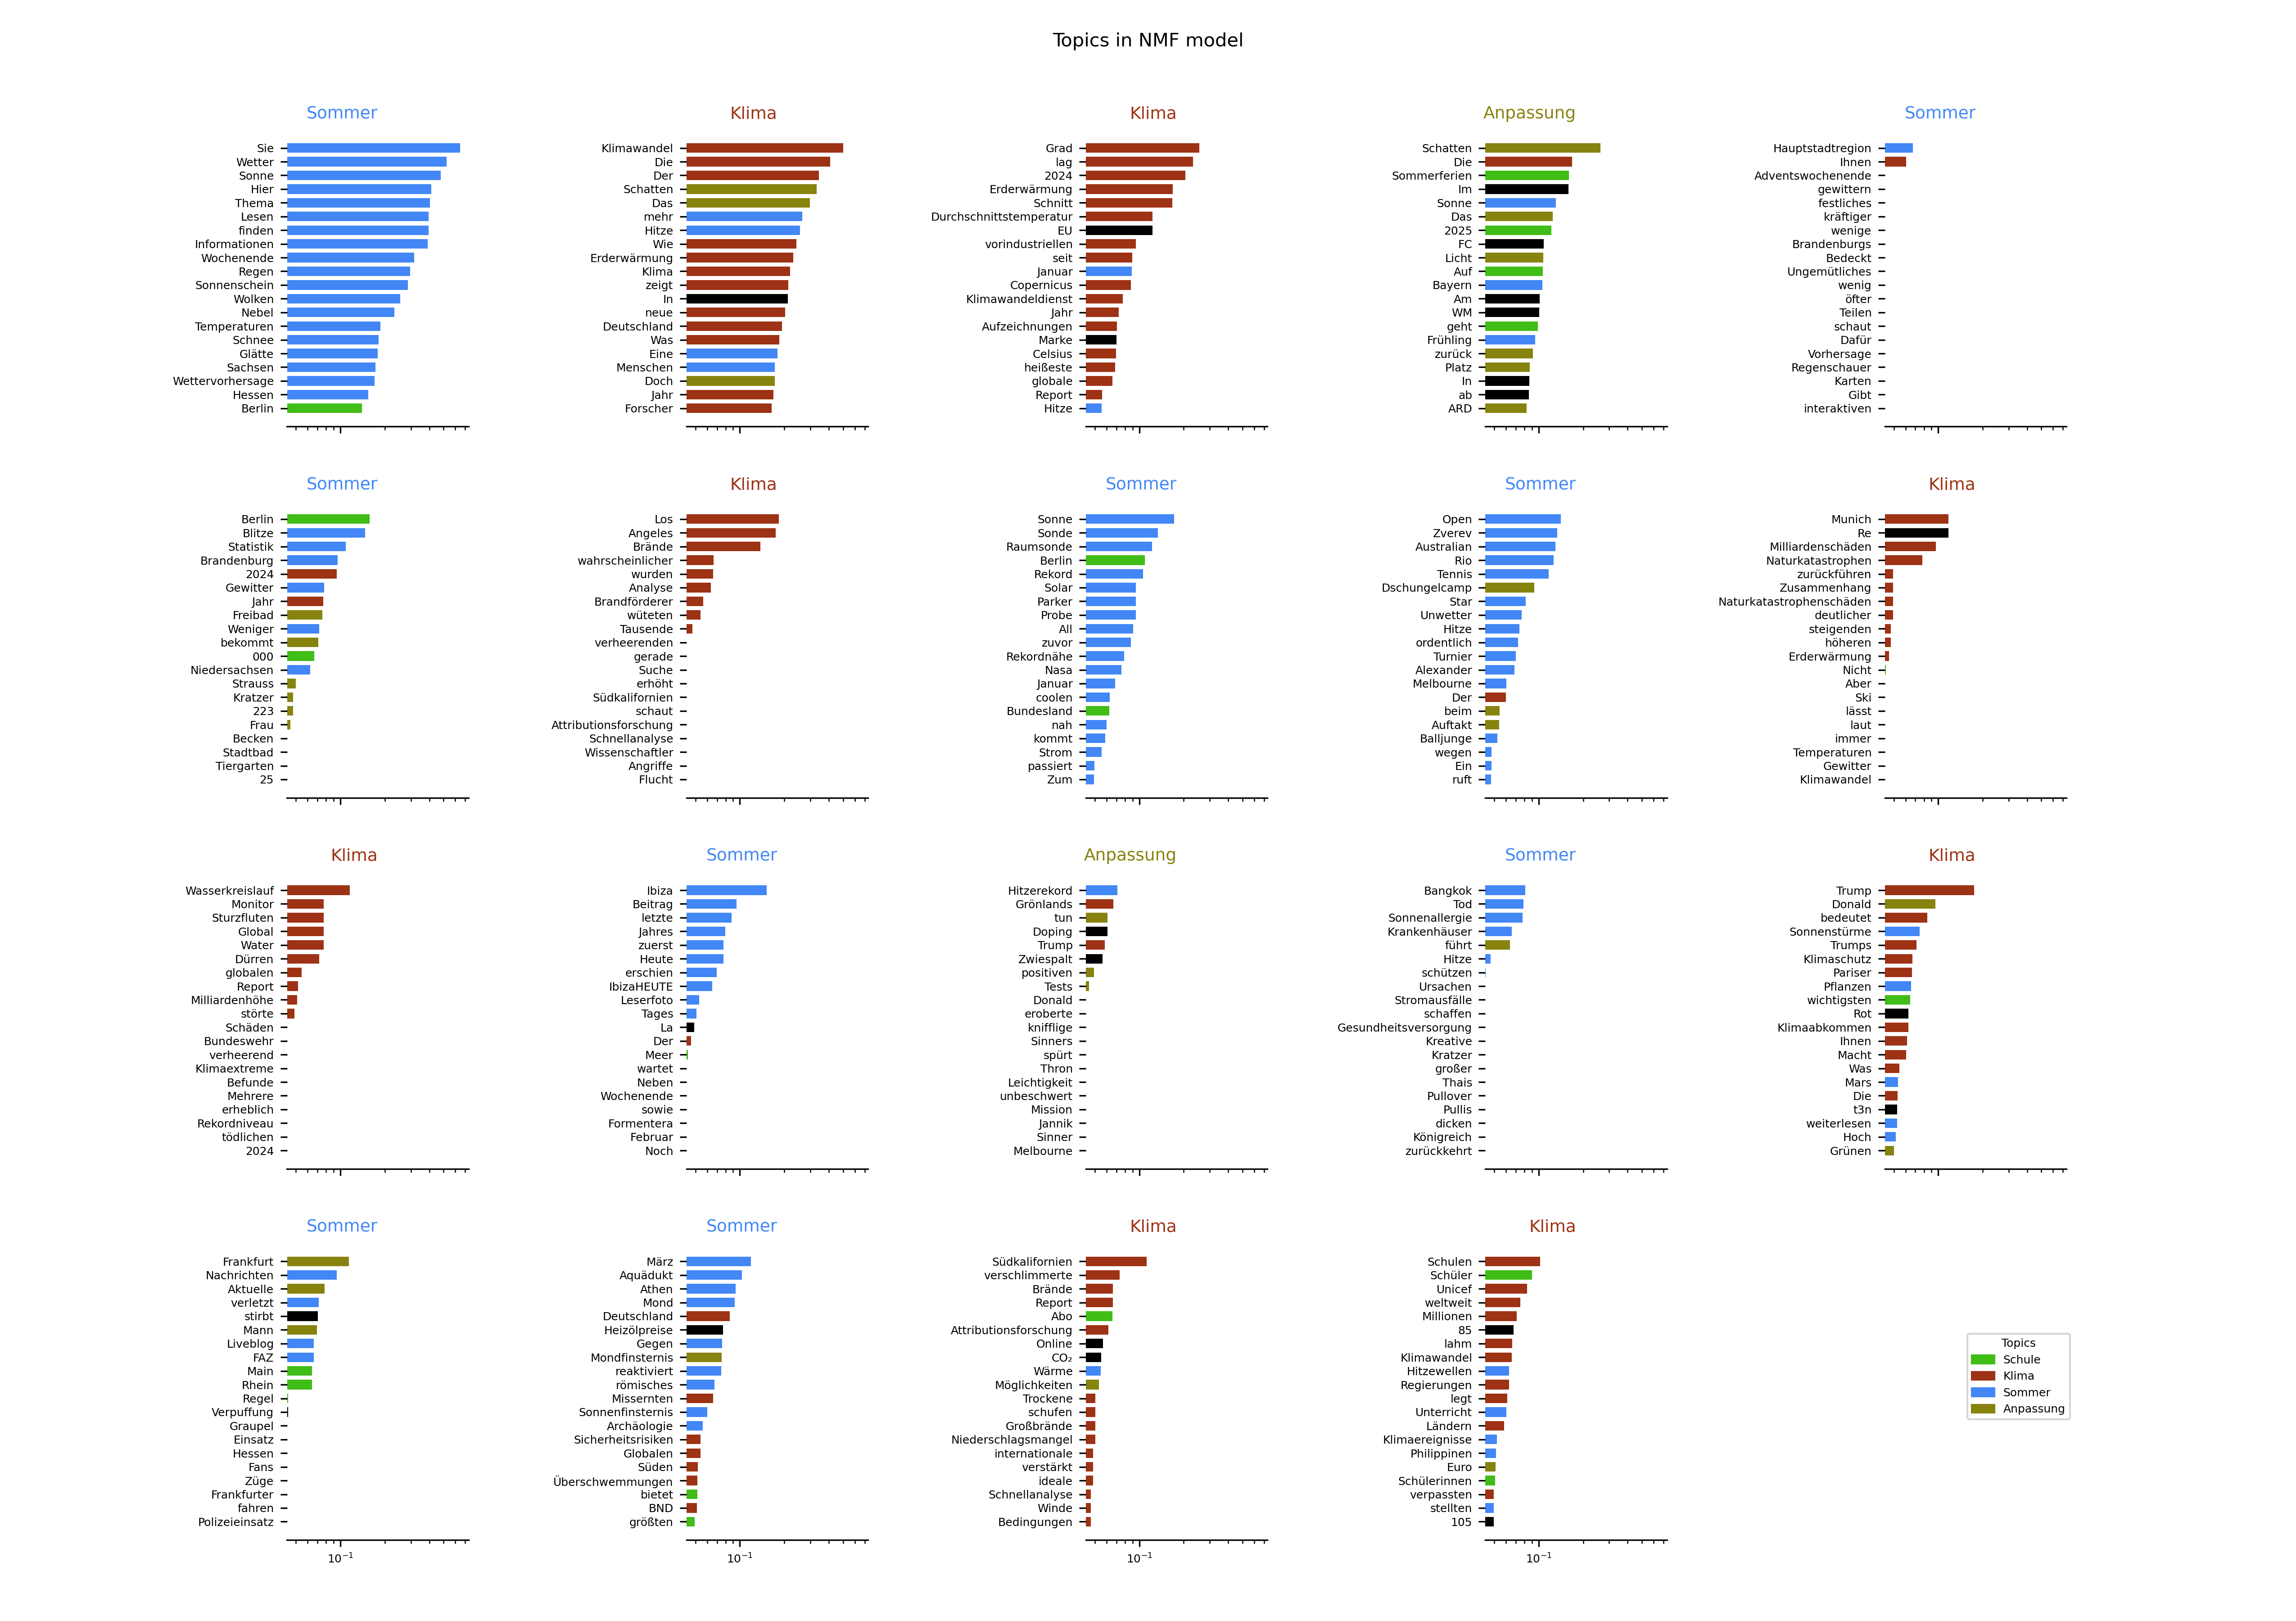 Topics in NMF model
Sommer
Sie
Wetter
Sonne
Hier
Thema
Lesen
finden
Informationen
Wochenende
Regen
Sonnenschein
Wolken
Nebel
Temperaturen
Schnee
Glätte
Sachsen
Wettervorhersage
Hessen
Berlin
Klima
Klimawandel
Die
Der
Schatten
Das
mehr
Hitze
Wie
Erderwärmung
Klima
zeigt
In
neue
Deutschland
Was
Eine
Menschen
Doch
Jahr
Forscher
Klima
Grad
lag
2024
Erderwärmung
Schnitt
Durchschnittstemperatur
EU
vorindustriellen
seit
Januar
Copernicus
Klimawandeldienst
Jahr
Aufzeichnungen
Marke
Celsius
heißeste
globale
Report
Hitze
Anpassung
Schatten
Die
Sommerferien
Im
Sonne
Das
2025
FC
Licht
Auf
Bayern
Am
WM
geht
Frühling
zurück
Platz
In
ab
ARD
Sommer
Hauptstadtregion
Ihnen
Adventswochenende
gewittern
festliches
kräftiger
wenige
Brandenburgs
Bedeckt
Ungemütliches
wenig
öfter
Teilen
schaut
Dafür
Vorhersage
Regenschauer
Karten
Gibt
interaktiven
Sommer
Berlin
Blitze
Statistik
Brandenburg
2024
Gewitter
Jahr
Freibad
Weniger
bekommt
000
Niedersachsen
Strauss
Kratzer
223
Frau
Becken
Stadtbad
Tiergarten
25
Klima
Los
Angeles
Brände
wahrscheinlicher
wurden
Analyse
Brandförderer
wüteten
Tausende
verheerenden
gerade
Suche
erhöht
Südkalifornien
schaut
Attributionsforschung
Schnellanalyse
Wissenschaftler
Angriffe
Flucht
Sommer
Sonne
Sonde
Raumsonde
Berlin
Rekord
Solar
Parker
Probe
All
zuvor
Rekordnähe
Nasa
Januar
coolen
Bundesland
nah
kommt
Strom
passiert
Zum
Sommer
Open
Zverev
Australian
Rio
Tennis
Dschungelcamp
Star
Unwetter
Hitze
ordentlich
Turnier
Alexander
Melbourne
Der
beim
Auftakt
Balljunge
wegen
Ein
ruft
Klima
Munich
Re
Milliardenschäden
Naturkatastrophen
zurückführen
Zusammenhang
Naturkatastrophenschäden
deutlicher
steigenden
höheren
Erderwärmung
Nicht
Aber
Ski
lässt
laut
immer
Temperaturen
Gewitter
Klimawandel
Klima
Wasserkreislauf
Monitor
Sturzfluten
Global
Water
Dürren
globalen
Report
Milliardenhöhe
störte
Schäden
Bundeswehr
verheerend
Klimaextreme
Befunde
Mehrere
erheblich
Rekordniveau
tödlichen
2024
Sommer
Ibiza
Beitrag
letzte
Jahres
zuerst
Heute
erschien
IbizaHEUTE
Leserfoto
Tages
La
Der
Meer
wartet
Neben
Wochenende
sowie
Formentera
Februar
Noch
Anpassung
Hitzerekord
Grönlands
tun
Doping
Trump
Zwiespalt
positiven
Tests
Donald
eroberte
knifflige
Sinners
spürt
Thron
Leichtigkeit
unbeschwert
Mission
Jannik
Sinner
Melbourne
Sommer
Bangkok
Tod
Sonnenallergie
Krankenhäuser
führt
Hitze
schützen
Ursachen
Stromausfälle
schaffen
Gesundheitsversorgung
Kreative
Kratzer
großer
Thais
Pullover
Pullis
dicken
Königreich
zurückkehrt
Klima
Trump
Donald
bedeutet
Sonnenstürme
Trumps
Klimaschutz
Pariser
Pflanzen
wichtigsten
Rot
Klimaabkommen
Ihnen
Macht
Was
Mars
Die
t3n
weiterlesen
Hoch
Grünen
Sommer
Frankfurt
Nachrichten
Aktuelle
verletzt
stirbt
Mann
Liveblog
FAZ
Main
Rhein
Regel
Verpuffung
Graupel
Einsatz
Hessen
Fans
Züge
Frankfurter
fahren
Polizeieinsatz
10⁻¹
Sommer
März
Aquädukt
Athen
Mond
Deutschland
Heizölpreise
Gegen
Mondfinsternis
reaktiviert
römisches
Missernten
Sonnenfinsternis
Archäologie
Sicherheitsrisiken
Globalen
Süden
Überschwemmungen
bietet
BND
größten
10⁻¹
Klima
Südkalifornien
verschlimmerte
Brände
Report
Abo
Attributionsforschung
Online
CO₂
Wärme
Möglichkeiten
Trockene
schufen
Großbrände
Niederschlagsmangel
internationale
verstärkt
ideale
Schnellanalyse
Winde
Bedingungen
10⁻¹
Klima
Schulen
Schüler
Unicef
weltweit
Millionen
85
lahm
Klimawandel
Hitzewellen
Regierungen
legt
Unterricht
Ländern
Klimaereignisse
Philippinen
Euro
Schülerinnen
verpassten
stellten
105
10⁻¹
Topics
Schule
Klima
Sommer
Anpassung